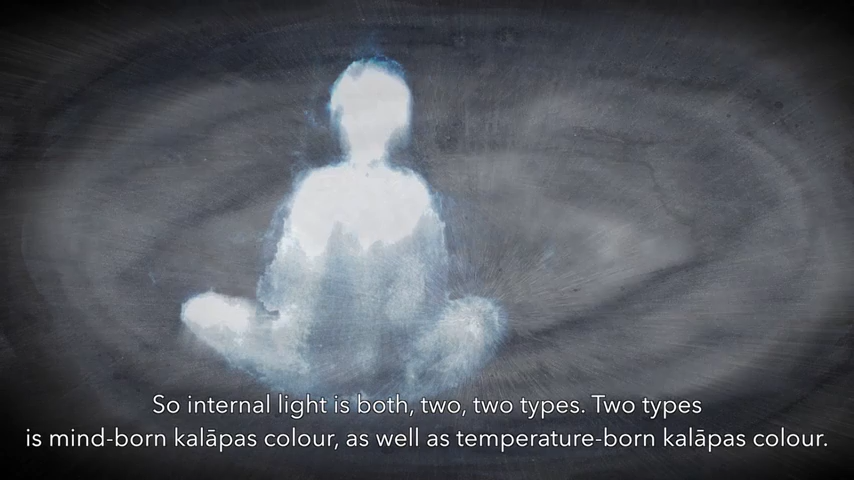 So internal light is both, two, two types. Two types
is mind-born kalāpas colour, as well as temperature-born kalāpas colour.